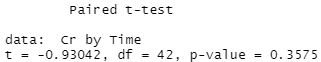 Paired t-test
data:  Cr by Time
t = -0.93042, df = 42, p-value = 0.3575